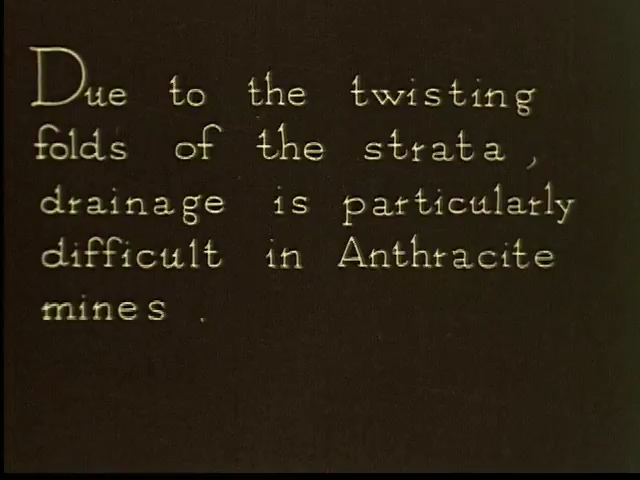 Due to the twisting
folds of the strata,
drainage is particularly
difficult in Anthracite
mines.